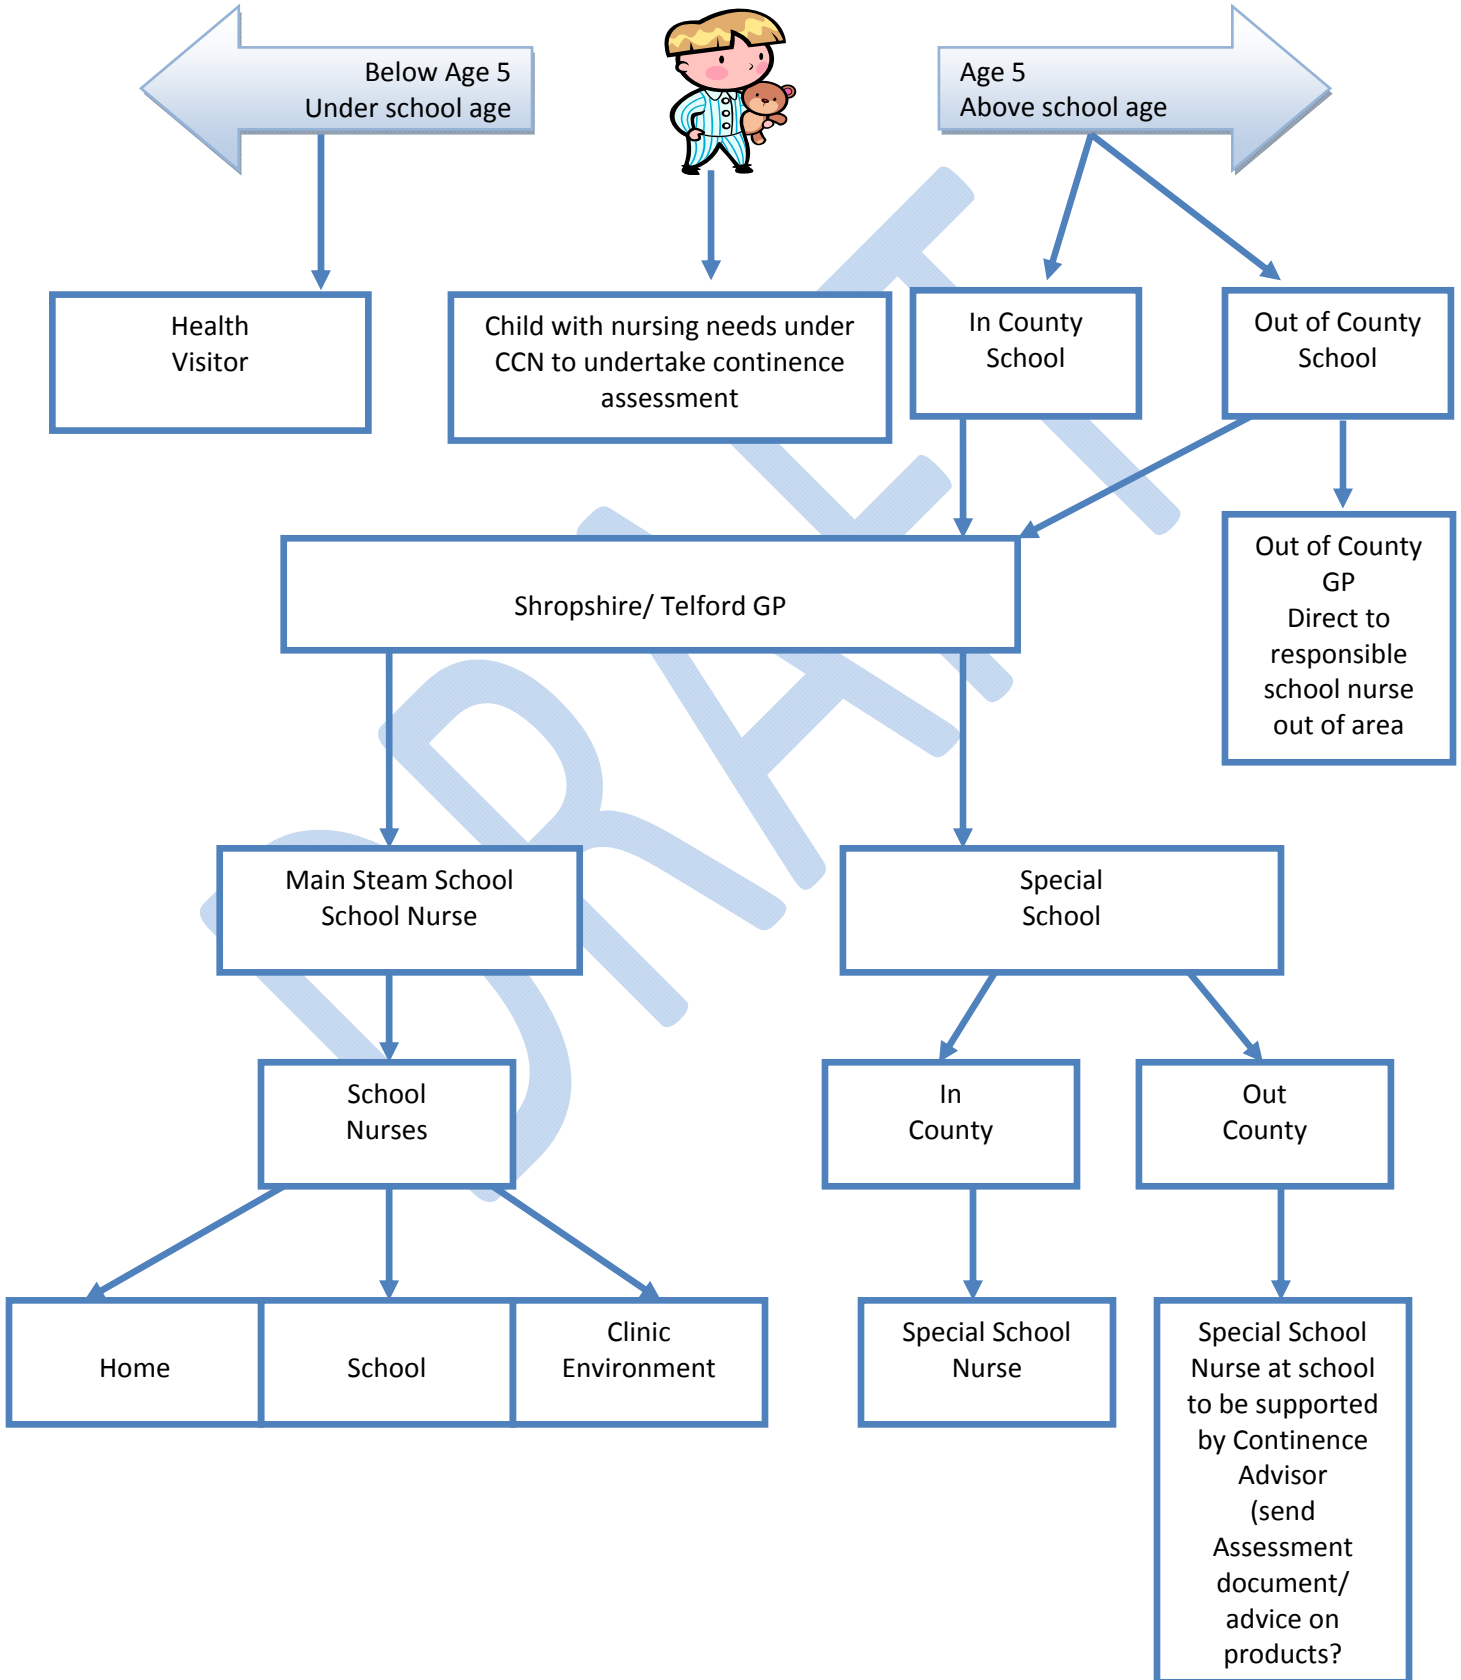 Below Age 5
Under school age
Age 5
Above school age
Health
Visitor
Child with nursing needs under
CCN to undertake continence
assessment
In County
School
Out of County
School
Shropshire/ Telford GP
Out of County
GP
Direct to
responsible
school nurse
out of area
Main Steam School
School Nurse
Special
School
School
Nurses
In
County
Out
County
Home
School
Clinic
Environment
Special School
Nurse
Special School
Nurse at school
to be supported
by Continence
Advisor
(send
Assessment
document/
advice on
products?
DRAFT